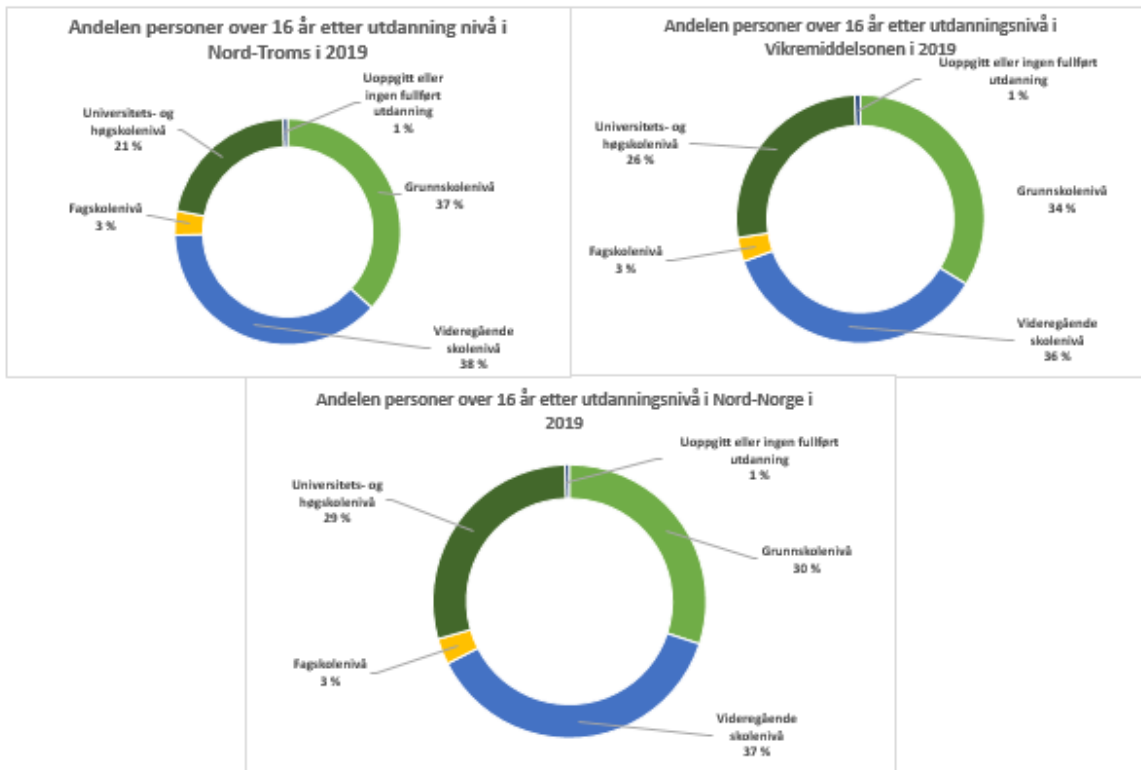 Andelen personer over 16 år etter utdanning nivå i
Nord-Troms i 2019
Uoppgitt eller
ingen fullført
utdanning
1 %
Universitets- og
høgskolenivå
21 %
Grunnskolenivå
37 %
Fagskolenivå
3 %
Videregående
skolenivå
38 %
Andelen personer over 16 år etter utdanningsnivå i
Vikremiddelsonen i 2019
Uoppgitt eller ingen fullført
utdanning
1 %
Universitets- og
høgskolenivå
26 %
Grunnskolenivå
34 %
Fagskolenivå
3 %
Videregående
skolenivå
36 %
Andelen personer over 16 år etter utdanningsnivå i Nord-Norge i
2019
Uoppgitt eller ingen fullført
utdanning
1 %
Universitets- og
høgskolenivå
29 %
Grunnskolenivå
30 %
Fagskolenivå
3 %
Videregående
skolenivå
37 %